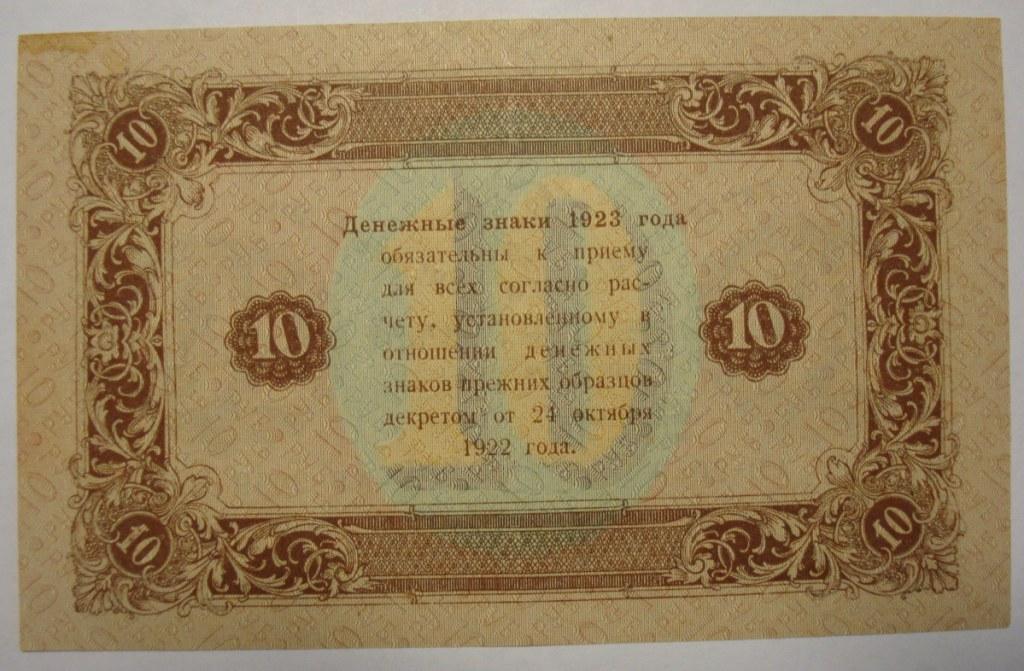 10 10
10
Денежные знаки 1923 года
обязательны к приему
для всех согласно рас-
чету, установленному в
10 10
отношении денежных
знаков прежних образцов
декретом от 24 октября
1922 года.
10 10